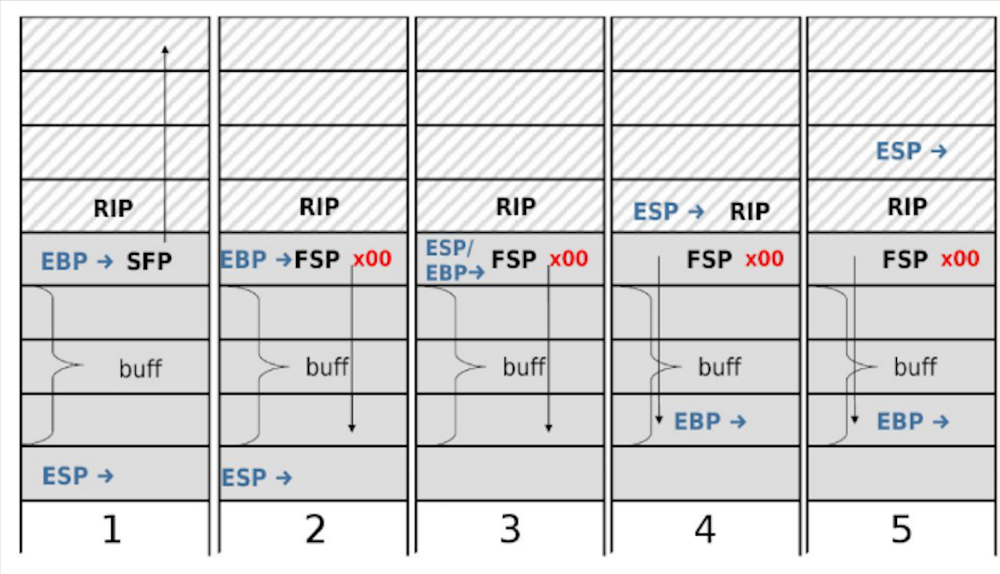 ESP →
RIP RIP RIP ESP → RIP RIP
EBP → SFP EBP →FSP x00 ESP/ EBP→ FSP x00 FSP x00 FSP x00
buff buff buff buff buff
EBP → EBP →
ESP → ESP →
1 2 3 4 5